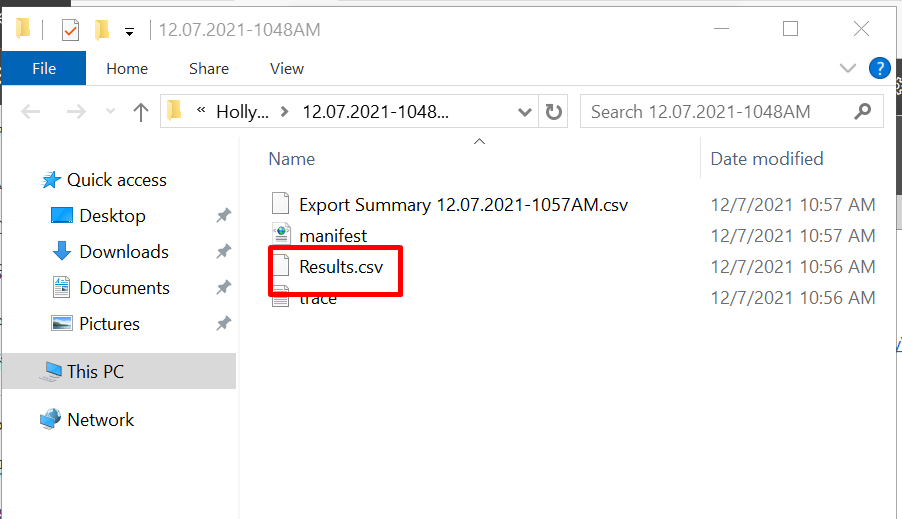 12.07.2021-1048AM
File Home Share View
« Holly... > 12.07.2021-1048... Search 12.07.2021-1048AM
Name Date modified
Quick access
Desktop
Downloads
Documents
Pictures
This PC
Network
Export Summary 12.07.2021-1057AM.csv 12/7/2021 10:57 AM
manifest 12/7/2021 10:57 AM
Results.csv 12/7/2021 10:56 AM
trace 12/7/2021 10:56 AM